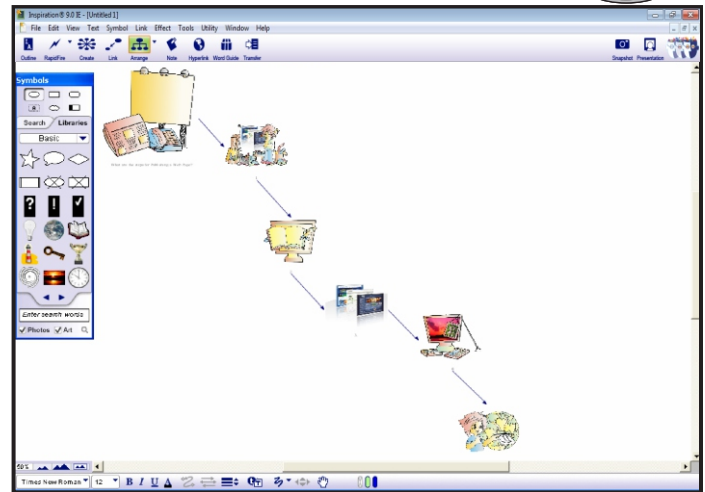 Inspiration® 9.0 IE - [Untitled 1]
File Edit View Text Symbol Link Effect Tools Utility Window Help
Outline RapidFire Create Link Arrange Note Hyperlink Word Guide Transfer Snapshot Presentation
Symbols
Search Libraries
Basic
? ! ✓
Enter search words
Photos Art
50%
Times New Roman 12 B I U A